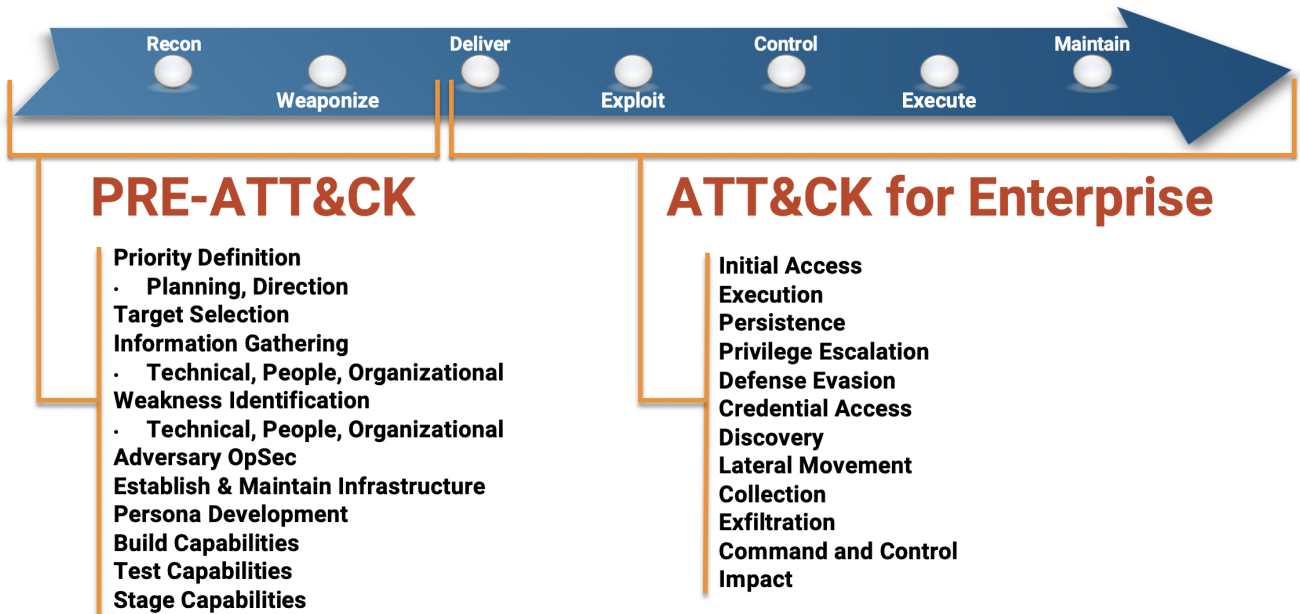 Recon
Weaponize
Deliver
Exploit
Control
Execute
Maintain
PRE-ATT&CK
Priority Definition
· Planning, Direction
Target Selection
Information Gathering
· Technical, People, Organizational
Weakness Identification
· Technical, People, Organizational
Adversary OpSec
Establish & Maintain Infrastructure
Persona Development
Build Capabilities
Test Capabilities
Stage Capabilities
ATT&CK for Enterprise
Initial Access
Execution
Persistence
Privilege Escalation
Defense Evasion
Credential Access
Discovery
Lateral Movement
Collection
Exfiltration
Command and Control
Impact